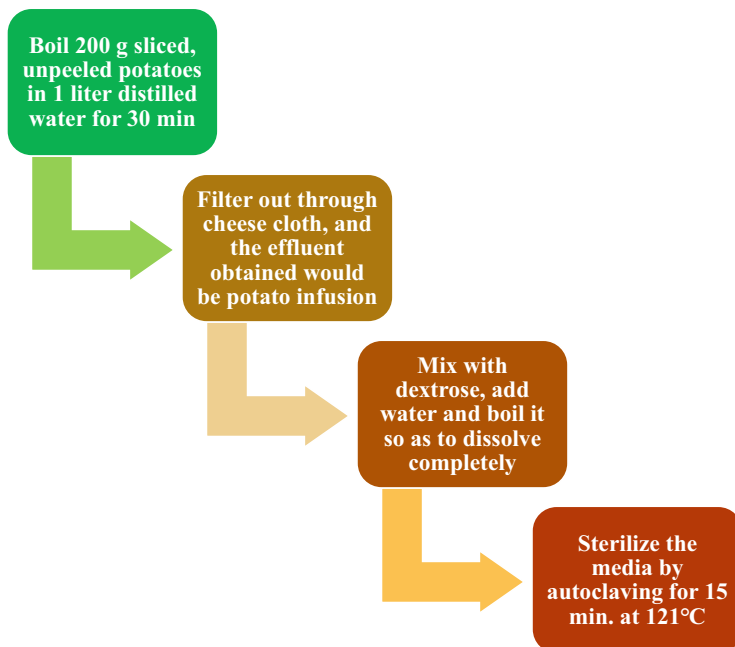 Boil 200 g sliced,
unpeeled potatoes
in 1 liter distilled
water for 30 min
Filter out through
cheese cloth, and
the effluent
obtained would
be potato infusion
Mix with
dextrose, add
water and boil it
so as to dissolve
completely
Sterilize the
media by
autoclaving for 15
min. at 121°C